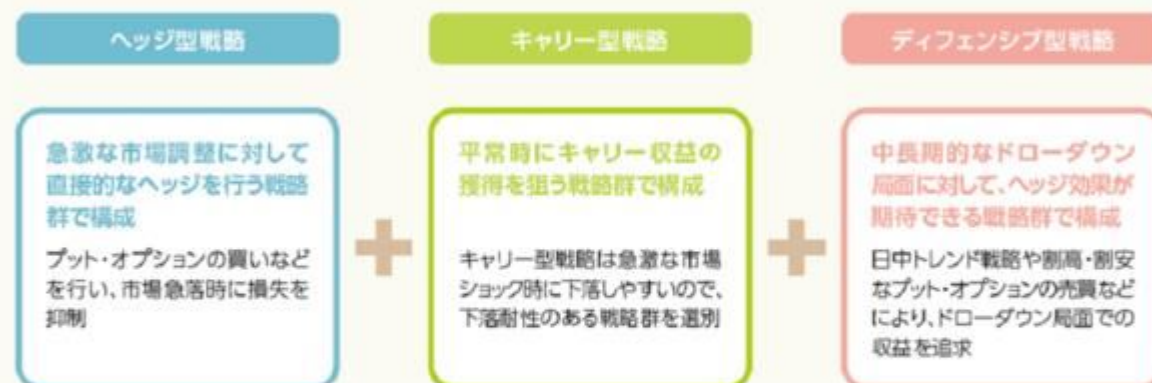 ヘッジ型戦略
キャリー型戦略
ディフェンシブ型戦略
急激な市場調整に対して
直接的なヘッジを行う戦略
群で構成
プット・オプションの買いなど
を行い、市場急落時に損失を
抑制
平常時にキャリー収益の
獲得を狙う戦略群で構成
キャリー型戦略は急激な市場
ショック時に下落しやすいので、
下落耐性のある戦略群を選別
中長期的なドローダウン
局面に対して、ヘッジ効果が
期待できる戦略群で構成
日中トレンド戦略や割高・割安
なプット・オプションの売買など
により、ドローダウン局面での
収益を追求